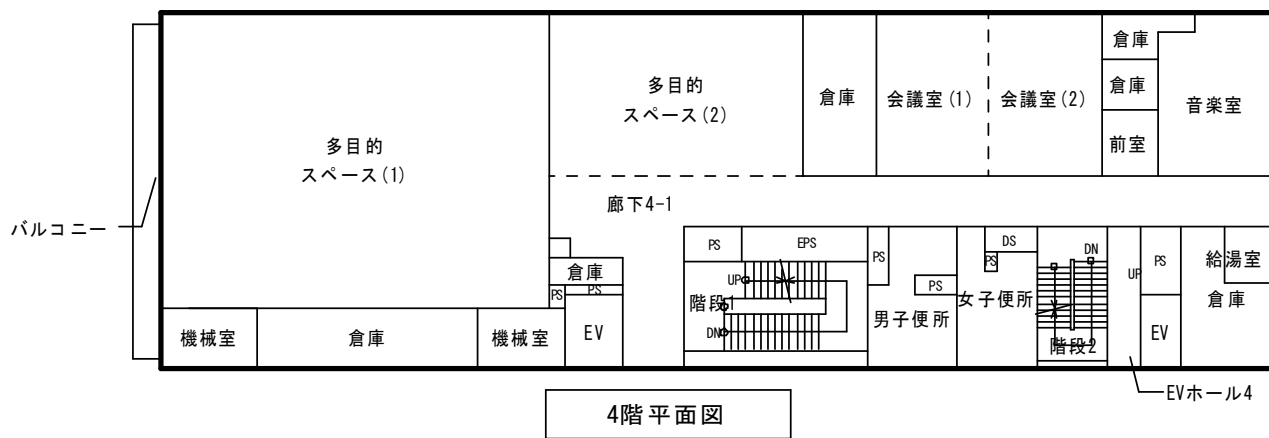 多目的
スペース(1)
多目的
スペース(2)
倉庫
会議室(1)
会議室(2)
倉庫
倉庫
前室
音楽室
バルコニー
廊下4-1
倉庫
PS
PS
機械室
倉庫
機械室
EV
PS
EPS
UP
階段1
DN
PS
PS
男子便所
DS
PS
女子便所
DN
階段2
UP
PS
EV
給湯室
倉庫
EVホール4
4階平面図